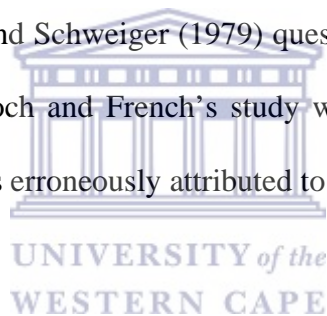 nd Schweiger (1979) ques
och and French's study w
s erroneously attributed to
UNIVERSITY of the
WESTERN CAPE